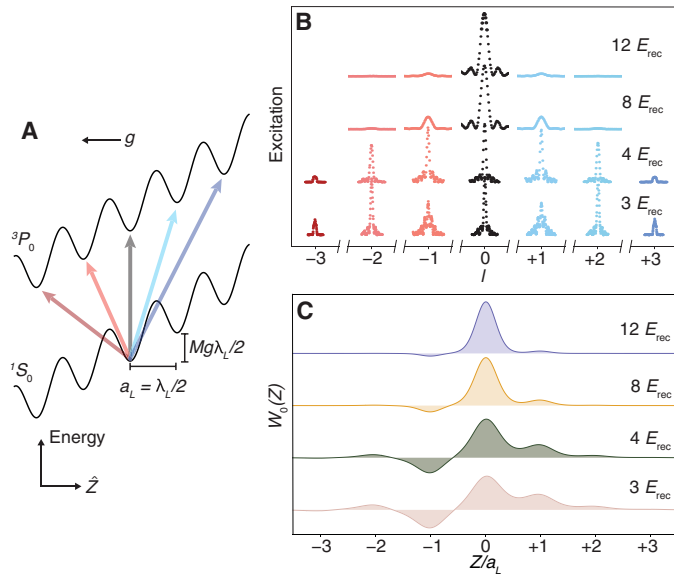 A
g
³P₀
¹S₀
Mgλ_L/2
a_L = λ_L/2
Energy
Ẑ
B
Excitation
12 E_rec
8 E_rec
4 E_rec
3 E_rec
−3 −2 −1 0 +1 +2 +3
l
C
W₀(Z)
12 E_rec
8 E_rec
4 E_rec
3 E_rec
−3 −2 −1 0 +1 +2 +3
Z/a_L